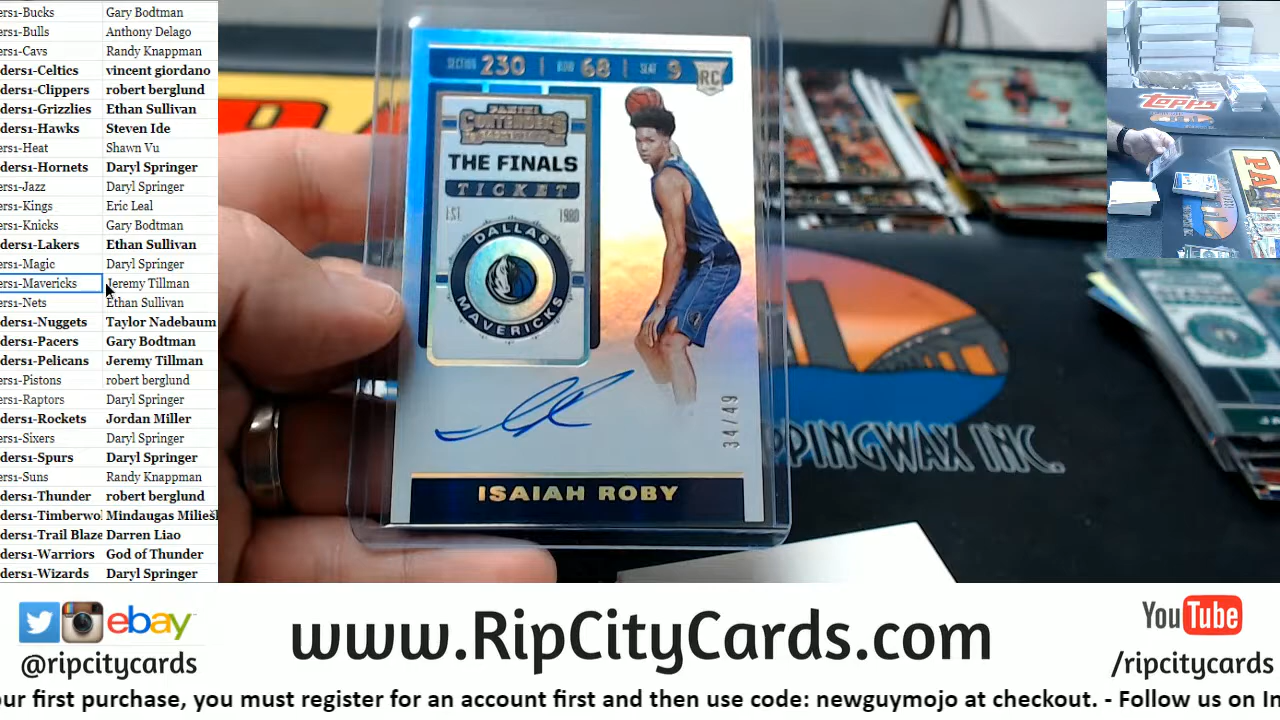 ers1-Bucks Gary Bodtman
ers1-Bulls Anthony Delago
ers1-Cavs Randy Knappman
ders1-Celtics vincent giordano
ders1-Clippers robert berglund
ders1-Grizzlies Ethan Sullivan
ders1-Hawks Steven Ide
ers1-Heat Shawn Vu
ders1-Hornets Daryl Springer
ers1-Jazz Daryl Springer
ers1-Kings Eric Leal
ers1-Knicks Gary Bodtman
ders1-Lakers Ethan Sullivan
ers1-Magic Daryl Springer
ers1-Mavericks Jeremy Tillman
ers1-Nets Ethan Sullivan
ders1-Nuggets Taylor Nadebaum
ders1-Pacers Gary Bodtman
ders1-Pelicans Jeremy Tillman
ers1-Pistons robert berglund
ers1-Raptors Daryl Springer
ders1-Rockets Jordan Miller
ers1-Sixers Daryl Springer
ders1-Spurs Daryl Springer
ers1-Suns Randy Knappman
ders1-Thunder robert berglund
ders1-Timberwol Mindaugas Milieš
ders1-Trail Blaze Darren Liao
ders1-Warriors God of Thunder
ders1-Wizards Daryl Springer
SECTION 230 | ROW 68 | SEAT 9
RC
PANINI
CONTENDERS
THE FINALS
TICKET
EST. 1980
DALLAS
MAVERICKS
34/49
ISAIAH ROBY
PPINGWAX INC.
Topps
ebay
@ripcitycards
www.RipCityCards.com
YouTube
/ripcitycards
our first purchase, you must register for an account first and then use code: newguymojo at checkout. - Follow us on In